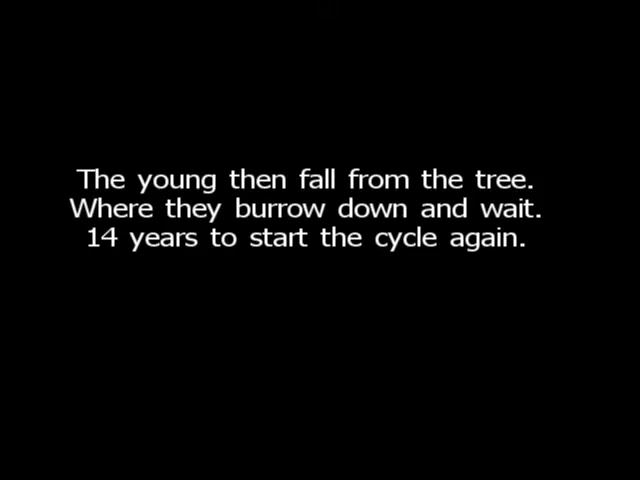 The young then fall from the tree.
Where they burrow down and wait.
14 years to start the cycle again.